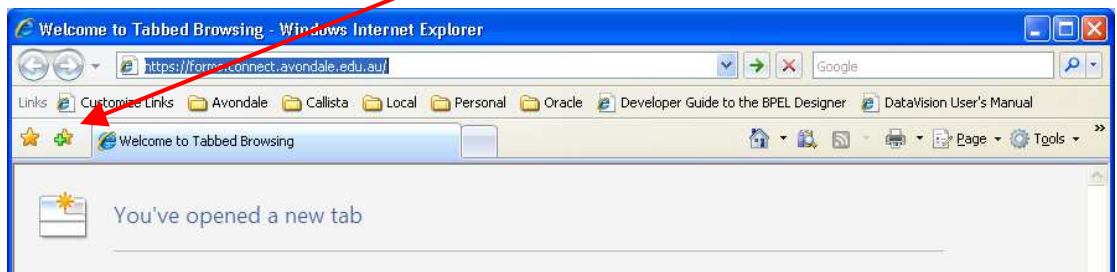 Welcome to Tabbed Browsing - Windows Internet Explorer
https://forms.connect.avondale.edu.au/ Google
Links Customize Links Avondale Callista Local Personal Oracle Developer Guide to the BPEL Designer DataVision User's Manual
Welcome to Tabbed Browsing Page Tools »
You've opened a new tab